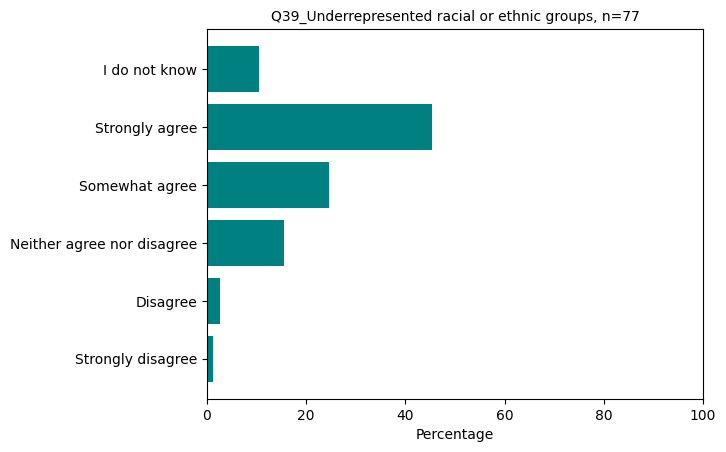 Q39_Underrepresented racial or ethnic groups, n=77
I do not know
Strongly agree
Somewhat agree
Neither agree nor disagree
Disagree
Strongly disagree
0 20 40 60 80 100
Percentage